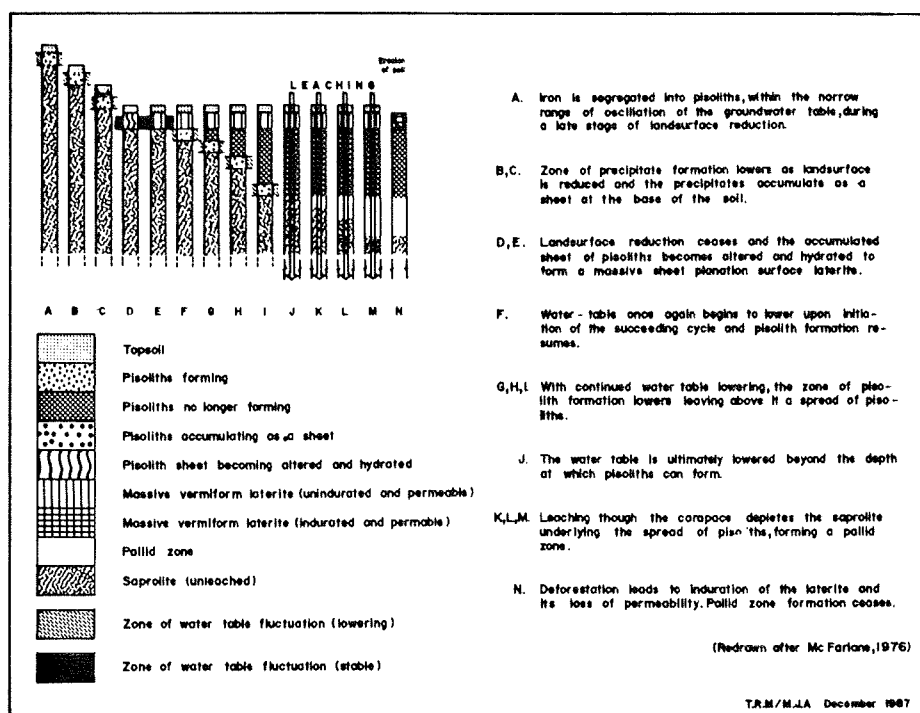 Erosion
of soil
LEACHING
A B C D E F G H I J K L M N
Topsoil
Pisoliths forming
Pisoliths no longer forming
Pisoliths accumulating as a sheet
Pisolith sheet becoming altered and hydrated
Massive vermiform laterite (unindurated and permeable)
Massive vermiform laterite (indurated and permable)
Pallid zone
Saprolite (unleached)
Zone of water table fluctuation (lowering)
Zone of water table fluctuation (stable)
A. Iron is segregated into pisoliths, within the narrow
range of oscillation of the groundwater table, during
a late stage of landsurface reduction.
B,C. Zone of precipitate formation lowers as landsurface
is reduced and the precipitates accumulate as a
sheet at the base of the soil.
D,E. Landsurface reduction ceases and the accumulated
sheet of pisoliths becomes altered and hydrated to
form a massive sheet planation surface laterite.
F. Water-table once again begins to lower upon initia-
tion of the succeeding cycle and pisolith formation re-
sumes.
G,H,I. With continued water table lowering, the zone of piso-
lith formation lowers leaving above it a spread of piso-
liths.
J. The water table is ultimately lowered beyond the depth
at which pisoliths can form.
K,L,M. Leaching though the carapace depletes the saprolite
underlying the spread of pisoliths, forming a pallid
zone.
N. Deforestation leads to induration of the laterite and
its loss of permeability. Pallid zone formation ceases.
(Redrawn after Mc Farlane, 1976)
T.R.M/M.J.A December 1987